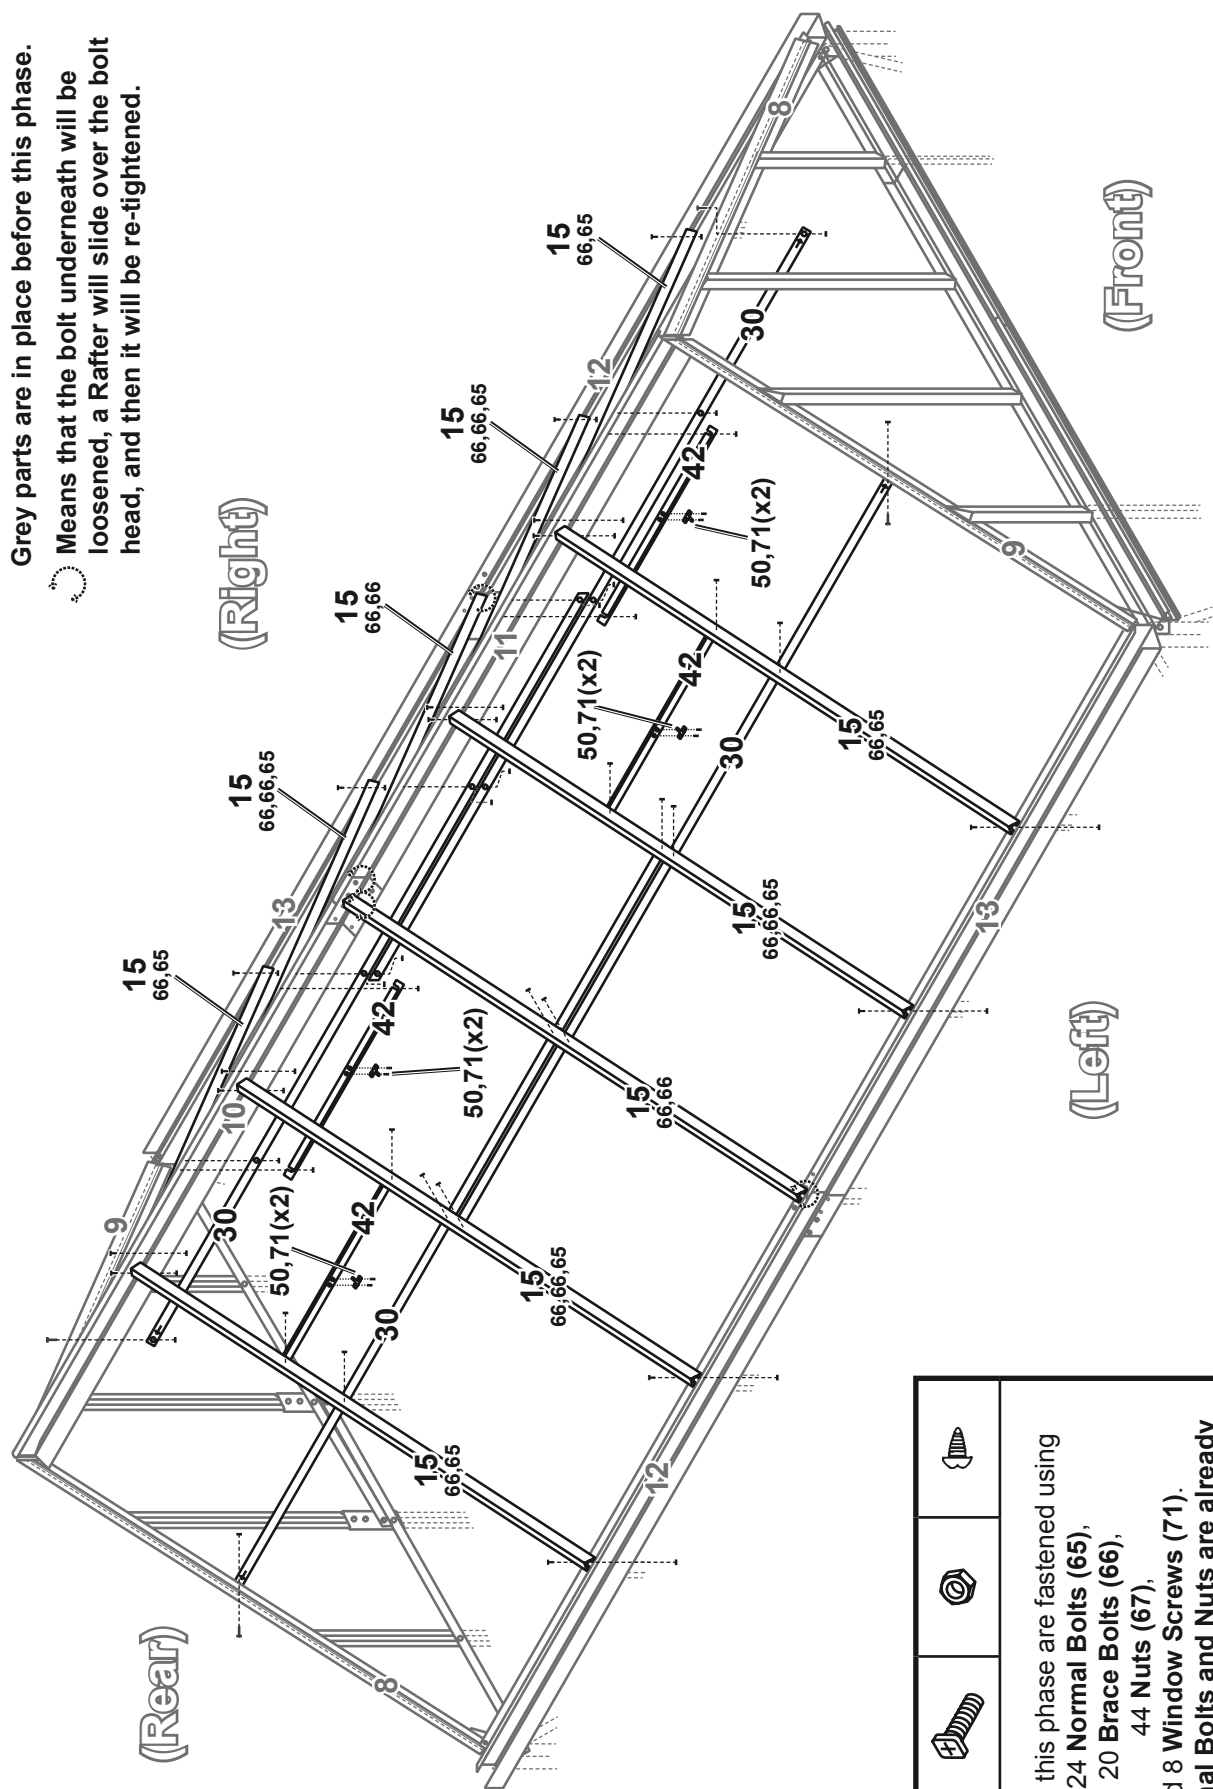 Grey parts are in place before this phase.
Means that the bolt underneath will be
loosened, a Rafter will slide over the bolt
head, and then it will be re-tightened.
(Right)
(Rear)
(Front)
(Left)
15
66,65
15
66,66,65
15
66,66
15
66,66,65
15
66,65
8
12
11
13
10
9
30
42
50,71(x2)
42
50,71(x2)
30
9
42
50,71(x2)
30
42
50,71(x2)
30
15
66,65
15
66,66,65
15
66,66
15
66,66,65
15
66,65
13
12
8
this phase are fastened using
24 Normal Bolts (65),
20 Brace Bolts (66),
44 Nuts (67),
8 Window Screws (71).
Bolts and Nuts are already